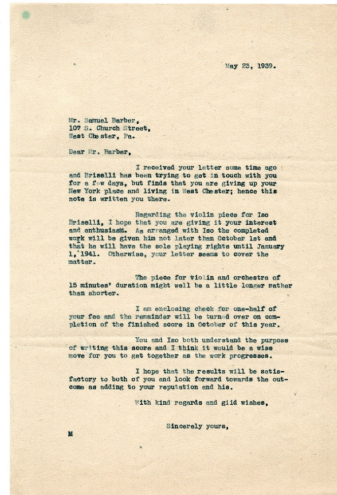 May 23, 1939.
Mr. Samuel Barber,
107 S. Church Street,
West Chester, Pa.
Dear Mr. Barber,
I received your letter some time ago
and Briselli has been trying to get in touch with you
for a few days, but finds that you are giving up your
New York place and living in West Chester; hence this
note is written you there.
Regarding the violin piece for Iso
Briselli, I hope that you are giving it your interest
and enthusiasm. As arranged with Iso the completed
work will be given him not later than October 1st and
that he will have the sole playing rights until January
1, 1941. Otherwise, your letter seems to cover the
matter.
The piece for violin and orchestra of
15 minutes' duration might well be a little longer rather
than shorter.
I am enclosing check for one-half of
your fee and the remainder will be turned over on com-
pletion of the finished score in October of this year.
You and Iso both understand the purpose
of writing this score and I think it would be a wise
move for you to get together as the work progresses.
I hope that the results will be satis-
factory to both of you and look forward towards the out-
come as adding to your reputation and his.
With kind regards and gild wishes,
Sincerely yours,